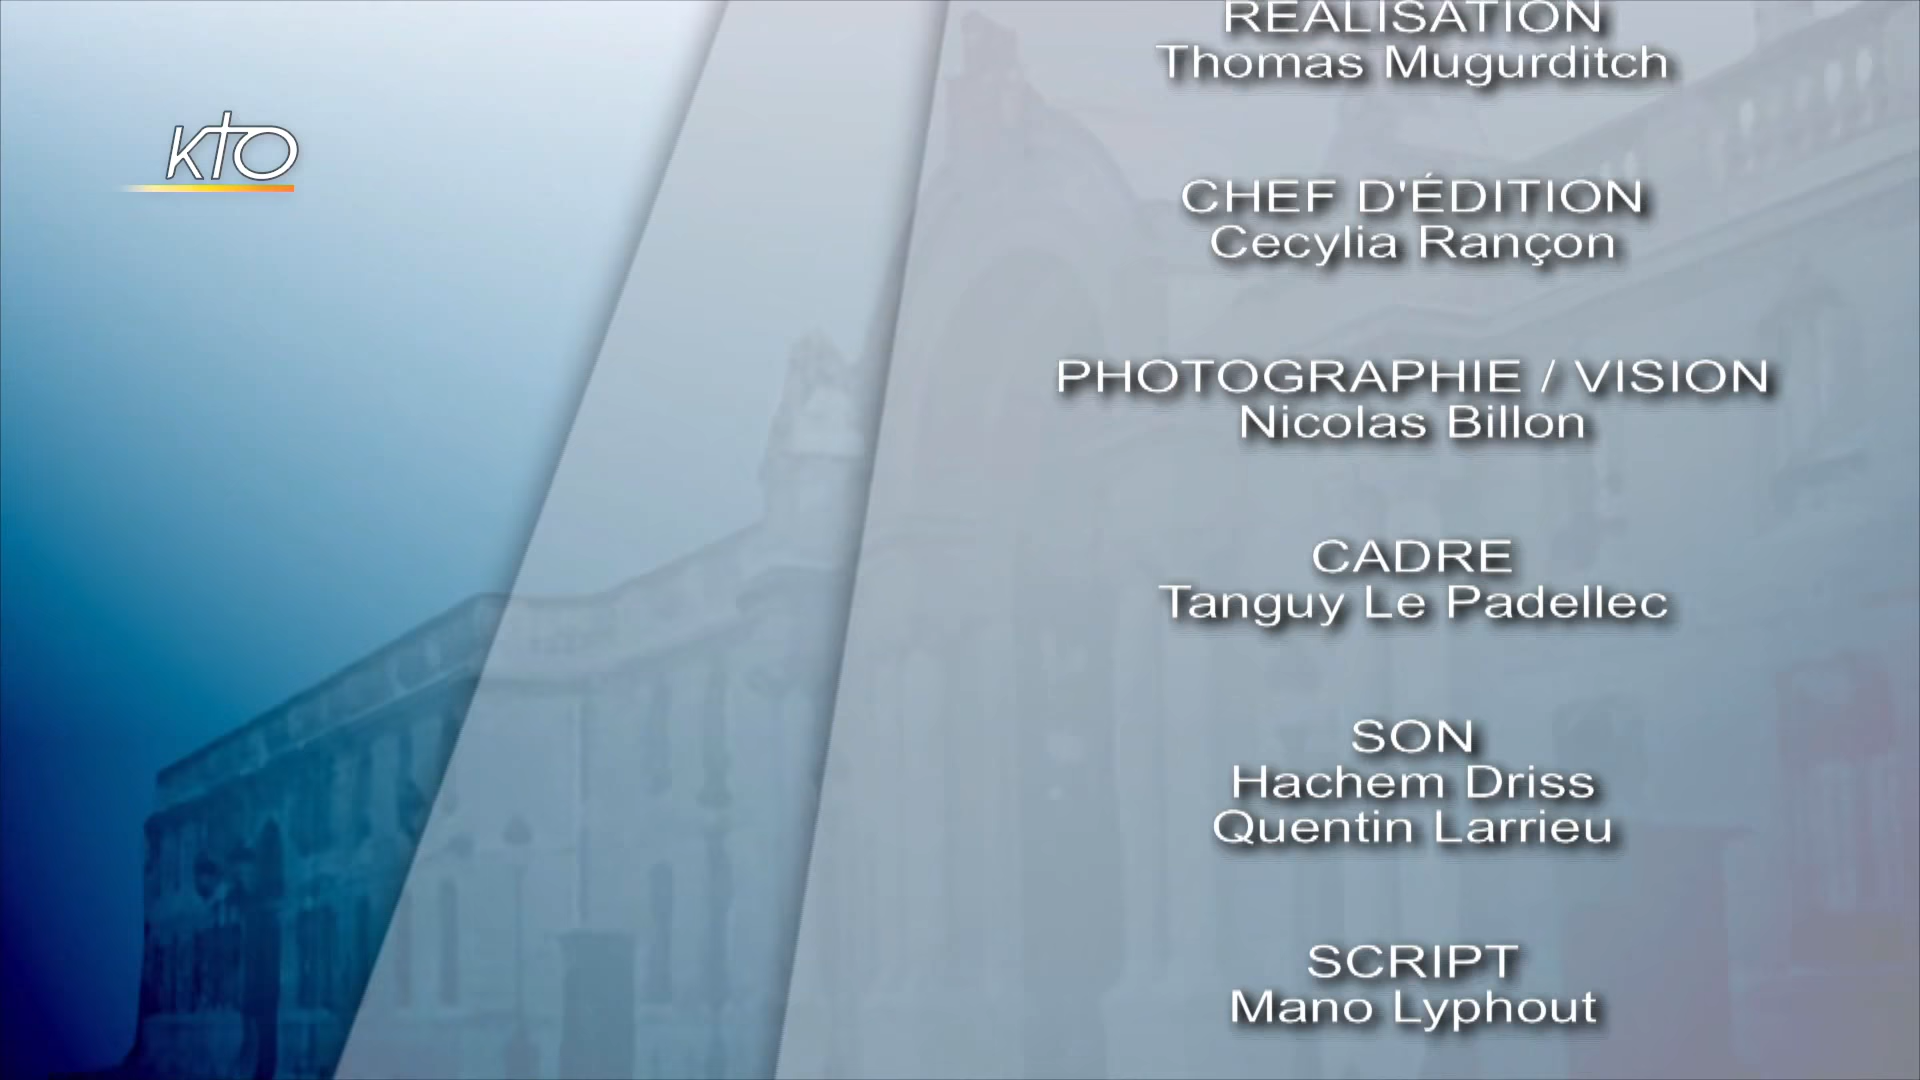 KTO
RÉALISATION
Thomas Mugurditch
CHEF D'ÉDITION
Cecylia Rançon
PHOTOGRAPHIE / VISION
Nicolas Billon
CADRE
Tanguy Le Padellec
SON
Hachem Driss
Quentin Larrieu
SCRIPT
Mano Lyphout